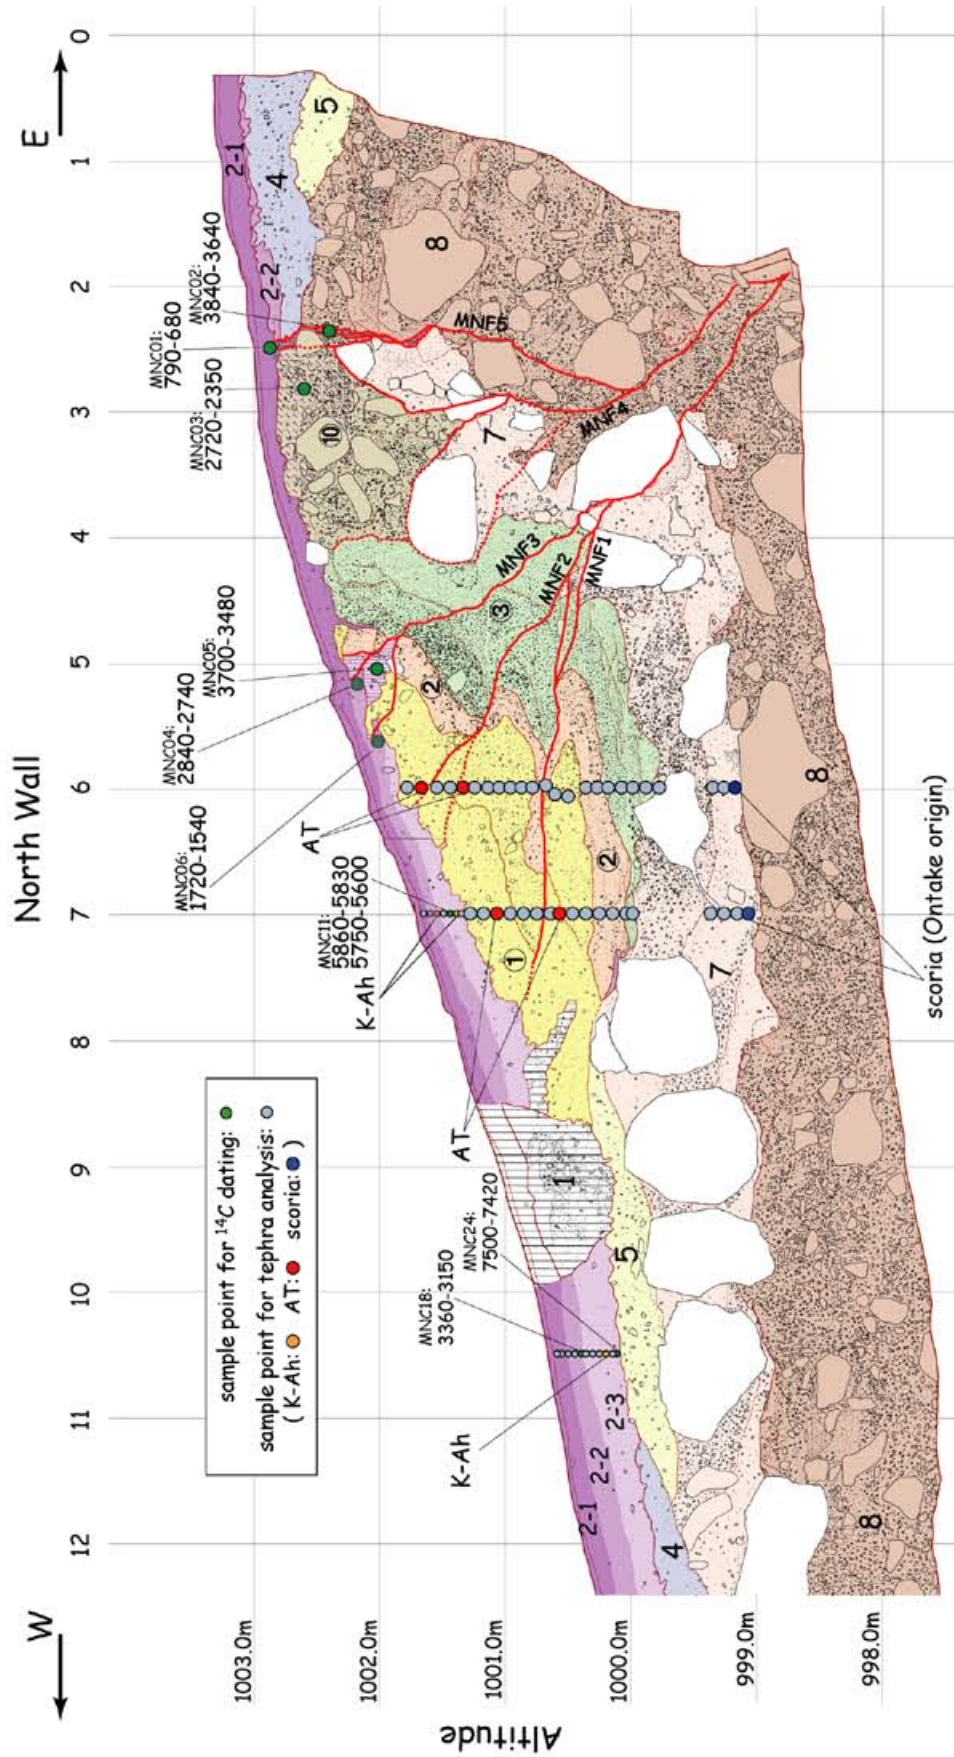 North Wall
W
E
12
11
10
9
8
7
6
5
4
3
2
1
0
Altitude
1003.0m
1002.0m
1001.0m
1000.0m
999.0m
998.0m
sample point for ¹⁴C dating:
sample point for tephra analysis:
( K-Ah: AT: scoria: )
MNC18:
3360-3150
MNC24:
7500-7420
K-Ah
AT
K-Ah
MNC11:
5860-5830
5750-5600
AT
MNC06:
1720-1540
MNC04:
2840-2740
MNC05:
3700-3480
MNC03:
2720-2350
MNC01:
790-680
MNC02:
3840-3640
2-1
2-2
2-3
4
5
1
①
②
②
③
⑩
7
7
8
8
8
2-1
2-2
4
5
MNF1
MNF2
MNF3
MNF4
MNF5
scoria (Ontake origin)